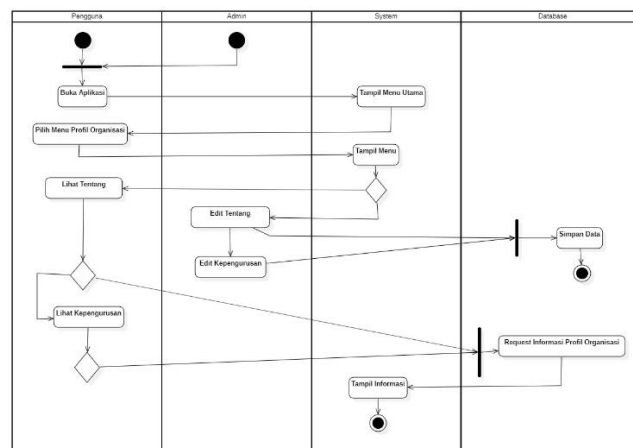 Pengguna
Admin
System
Database
Buka Aplikasi
Tampil Menu Utama
Pilih Menu Profil Organisasi
Tampil Menu
Lihat Tentang
Edit Tentang
Simpan Data
Edit Kepengurusan
Lihat Kepengurusan
Request Informasi Profil Organisasi
Tampil Informasi